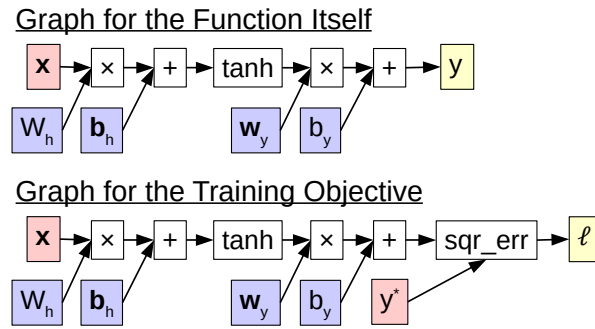 Graph for the Function Itself
x × + tanh × + y
W_h b_h w_y b_y
Graph for the Training Objective
x × + tanh × + sqr_err ℓ
W_h b_h w_y b_y y*